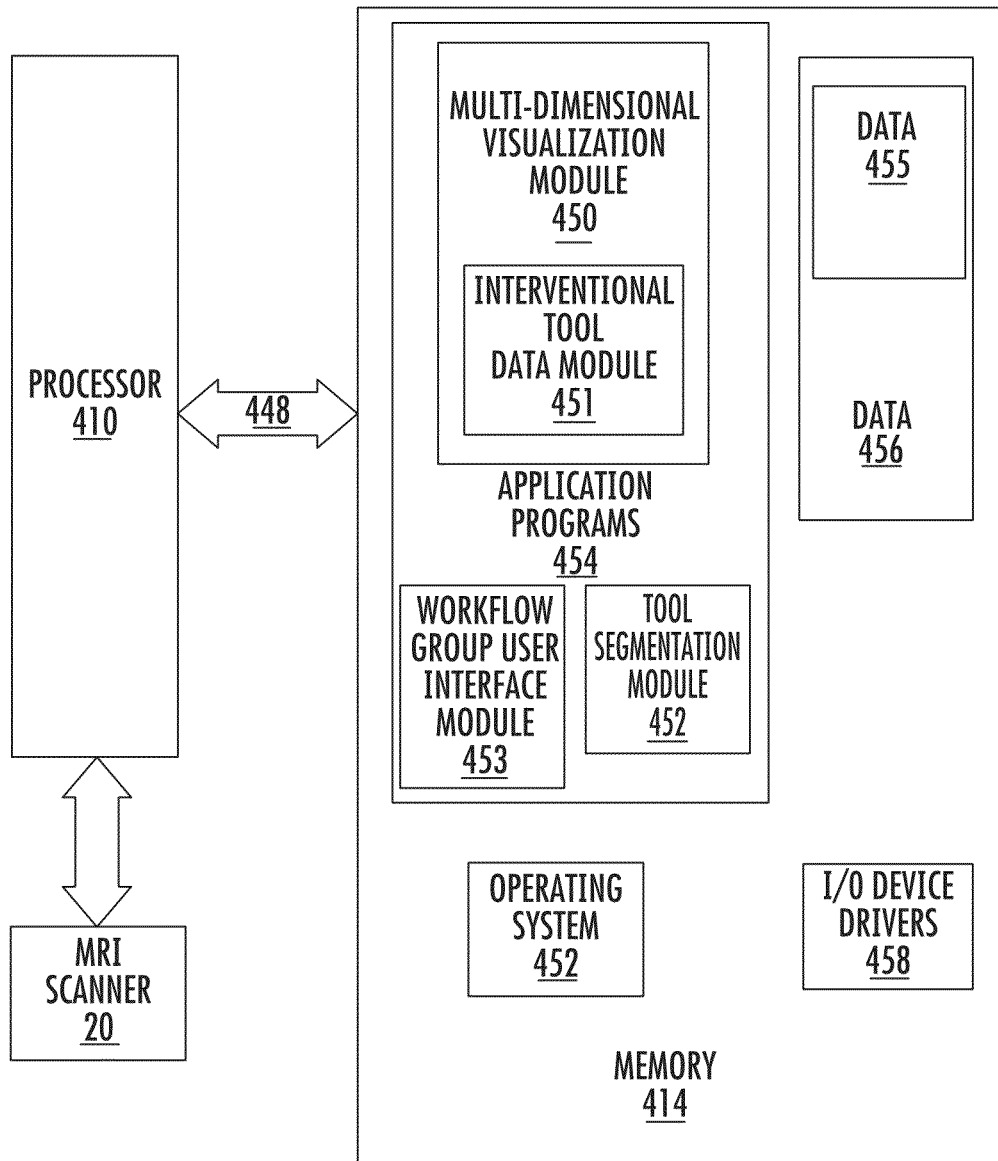 PROCESSOR
410
448
MRI
SCANNER
20
MULTI-DIMENSIONAL
VISUALIZATION
MODULE
450
INTERVENTIONAL
TOOL
DATA MODULE
451
APPLICATION
PROGRAMS
454
WORKFLOW
GROUP USER
INTERFACE
MODULE
453
TOOL
SEGMENTATION
MODULE
452
DATA
455
DATA
456
OPERATING
SYSTEM
452
I/O DEVICE
DRIVERS
458
MEMORY
414